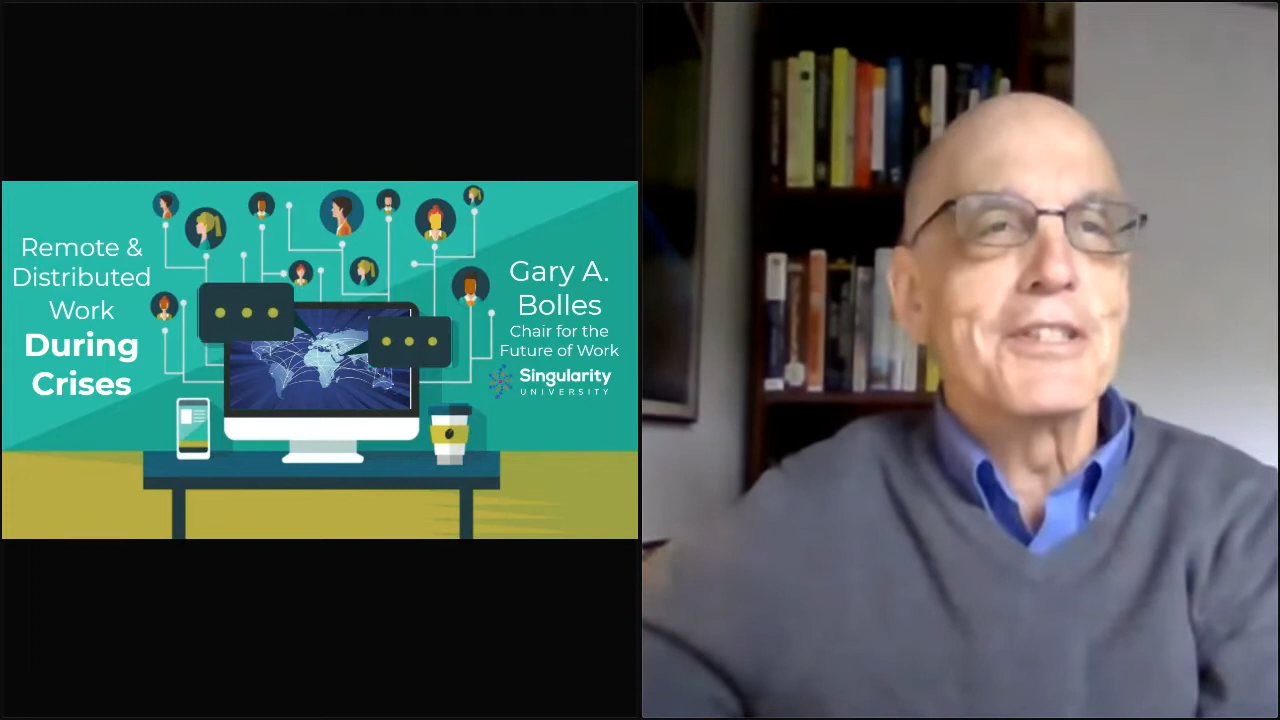 Remote &
Distributed
Work
During
Crises
Gary A.
Bolles
Chair for the
Future of Work
Singularity
UNIVERSITY